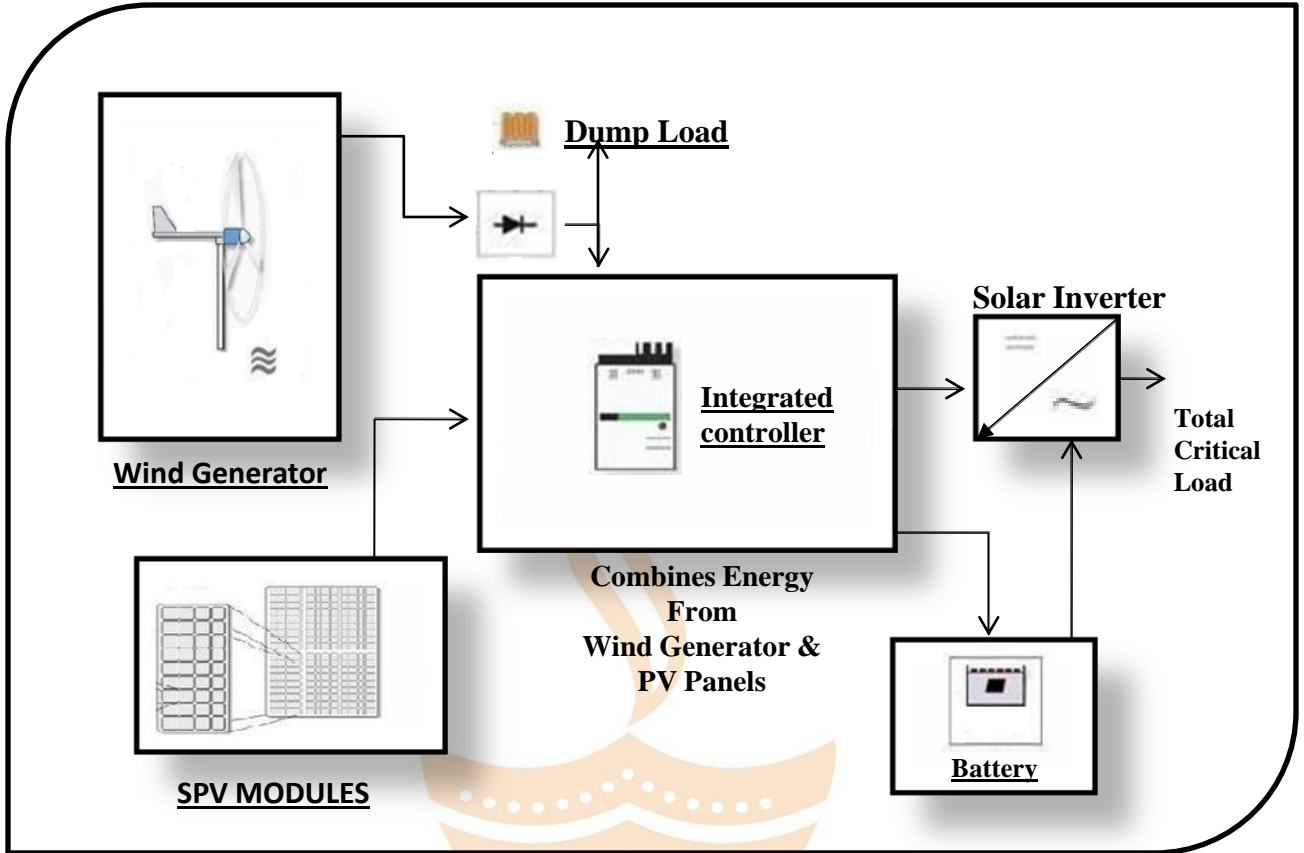 Dump Load
Solar Inverter
Integrated
controller
Total
Critical
Load
Wind Generator
Combines Energy
From
Wind Generator &
PV Panels
Battery
SPV MODULES